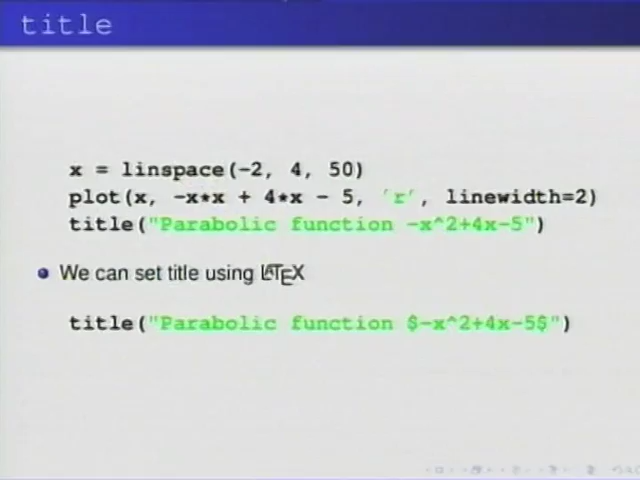 title
x = linspace(-2, 4, 50)
plot(x, -x*x + 4*x - 5, 'r', linewidth=2)
title("Parabolic function -x^2+4x-5")
We can set title using LATEX
title("Parabolic function $-x^2+4x-5$")